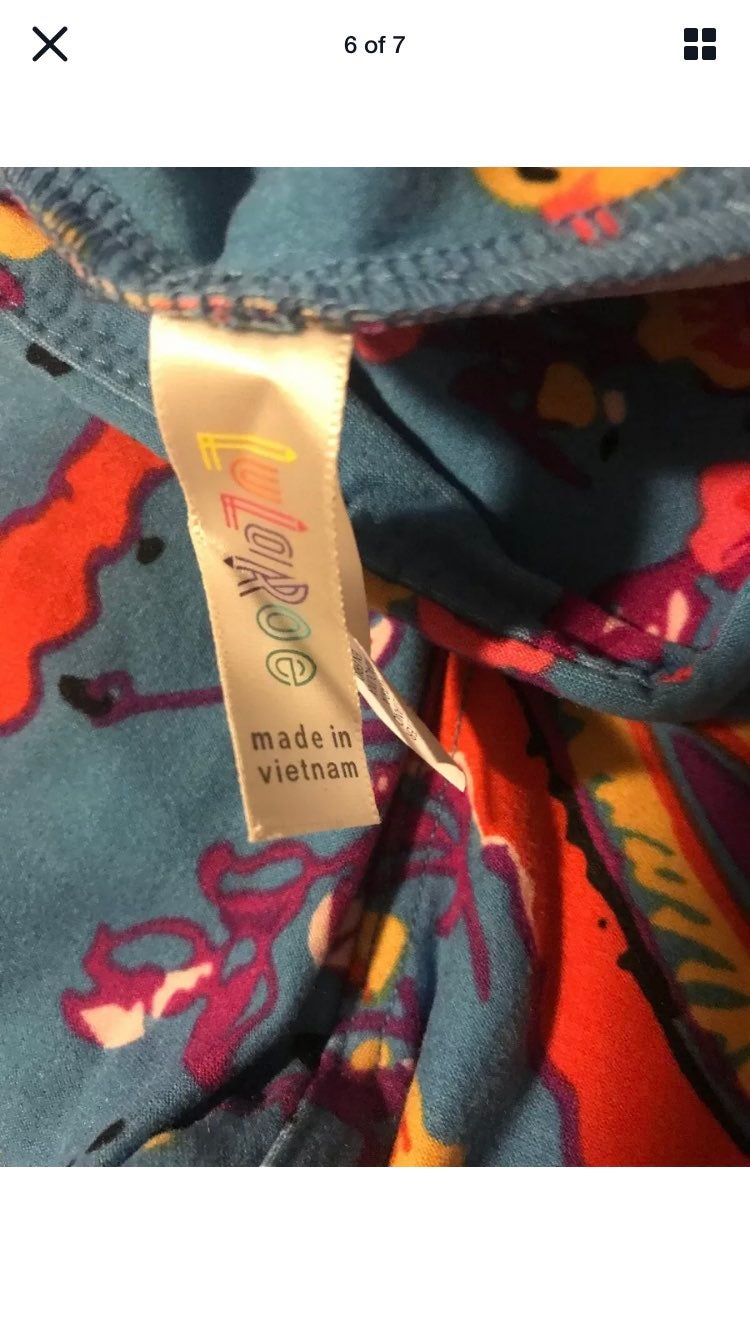 6 of 7
LuLaRoe
made in
vietnam